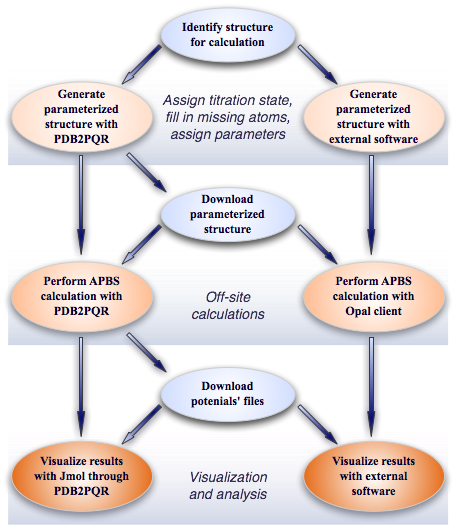 Identify structure
for calculation
Generate
parameterized
structure with
PDB2PQR
Assign titration state,
fill in missing atoms,
assign parameters
Generate
parameterized
structure with
external software
Download
parameterized
structure
Perform APBS
calculation with
PDB2PQR
Off-site
calculations
Perform APBS
calculation with
Opal client
Download
potenials' files
Visualize results
with Jmol through
PDB2PQR
Visualization
and analysis
Visualize results
with external
software